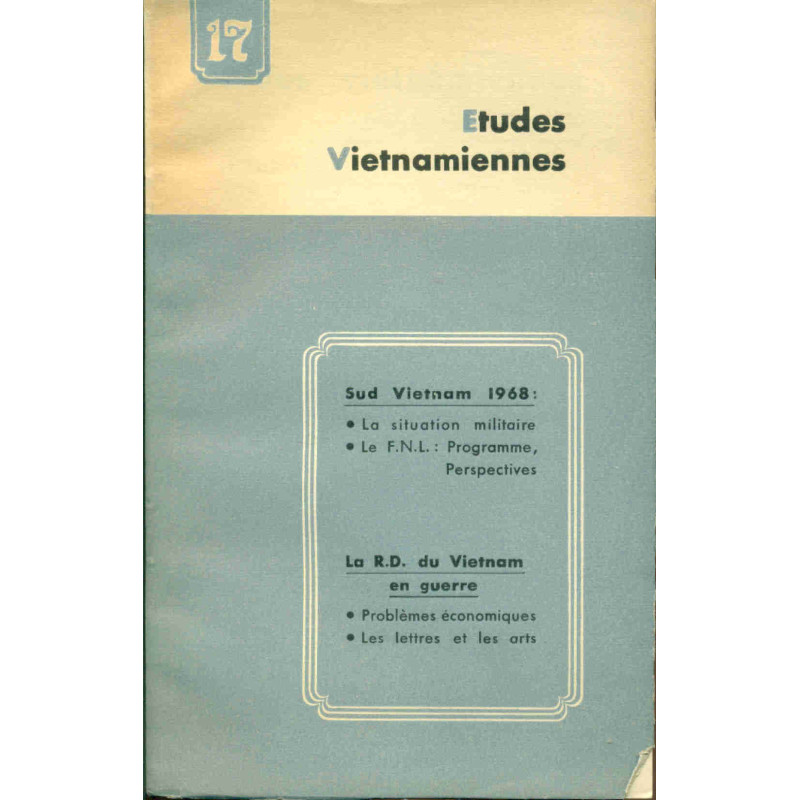 17
Etudes
Vietnamiennes
Sud Vietnam 1968:
• La situation militaire
• Le F.N.L.: Programme,
Perspectives
La R.D. du Vietnam
en guerre
• Problèmes économiques
• Les lettres et les arts